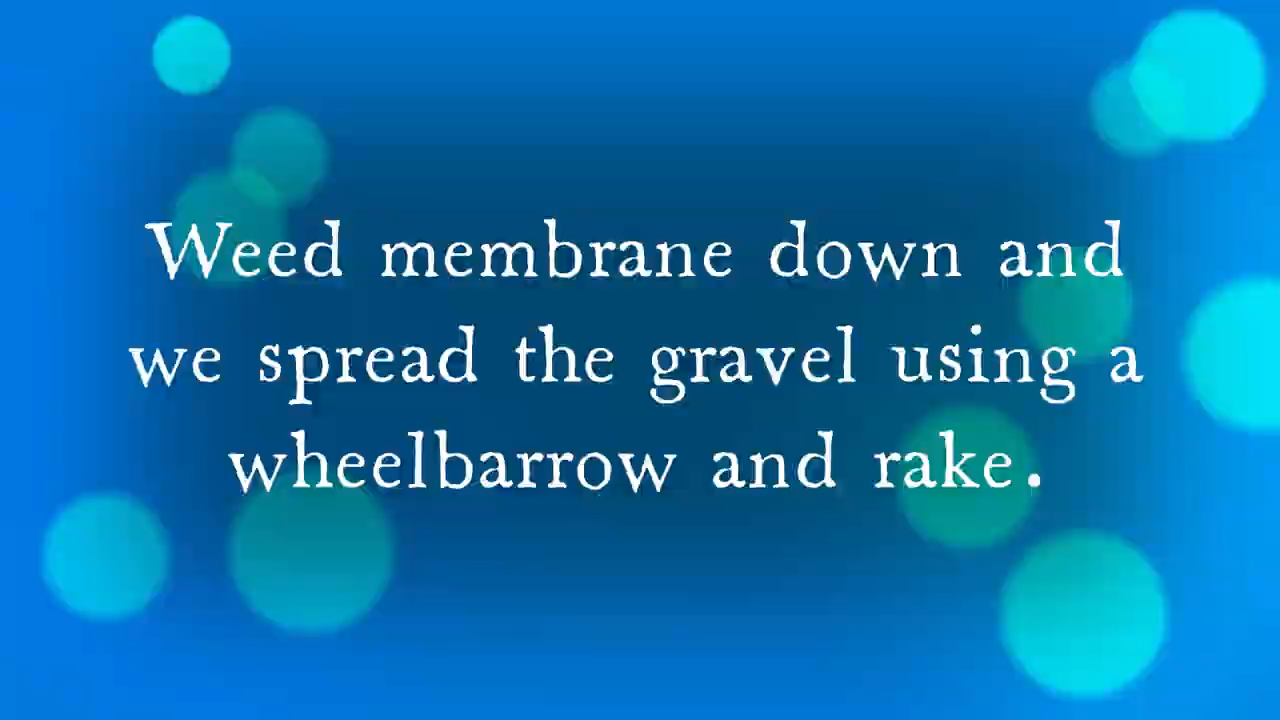 Weed membrane down and
we spread the gravel using a
wheelbarrow and rake.